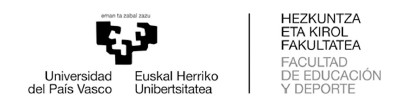 eman ta zabal zazu
Universidad
del País Vasco
Euskal Herriko
Unibertsitatea
HEZKUNTZA
ETA KIROL
FAKULTATEA
FACULTAD
DE EDUCACIÓN
Y DEPORTE